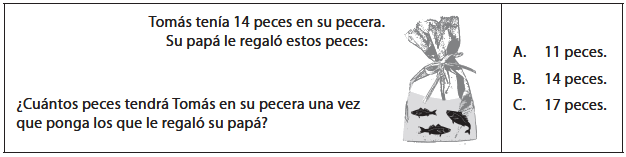 Tomás tenía 14 peces en su pecera.
Su papá le regaló estos peces:
¿Cuántos peces tendrá Tomás en su pecera una vez
que ponga los que le regaló su papá?
A. 11 peces.
B. 14 peces.
C. 17 peces.